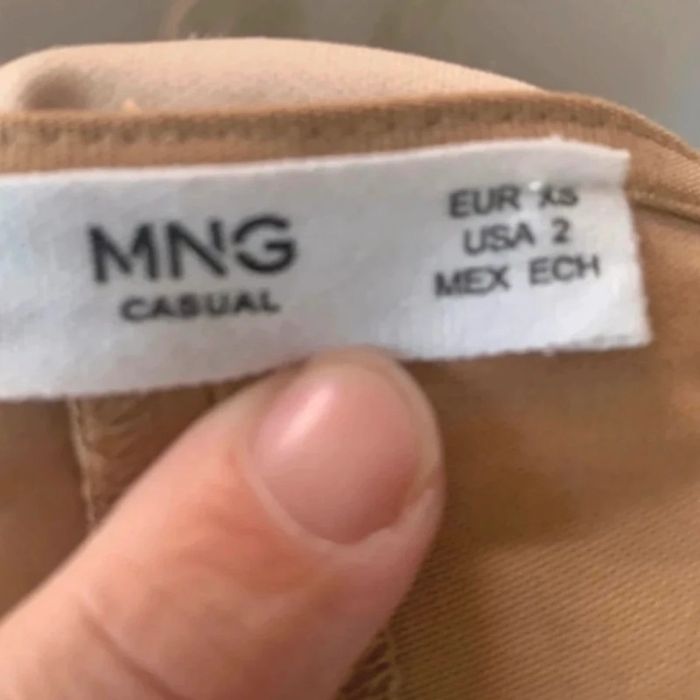 MNG
CASUAL
EUR XS
USA 2
MEX ECH